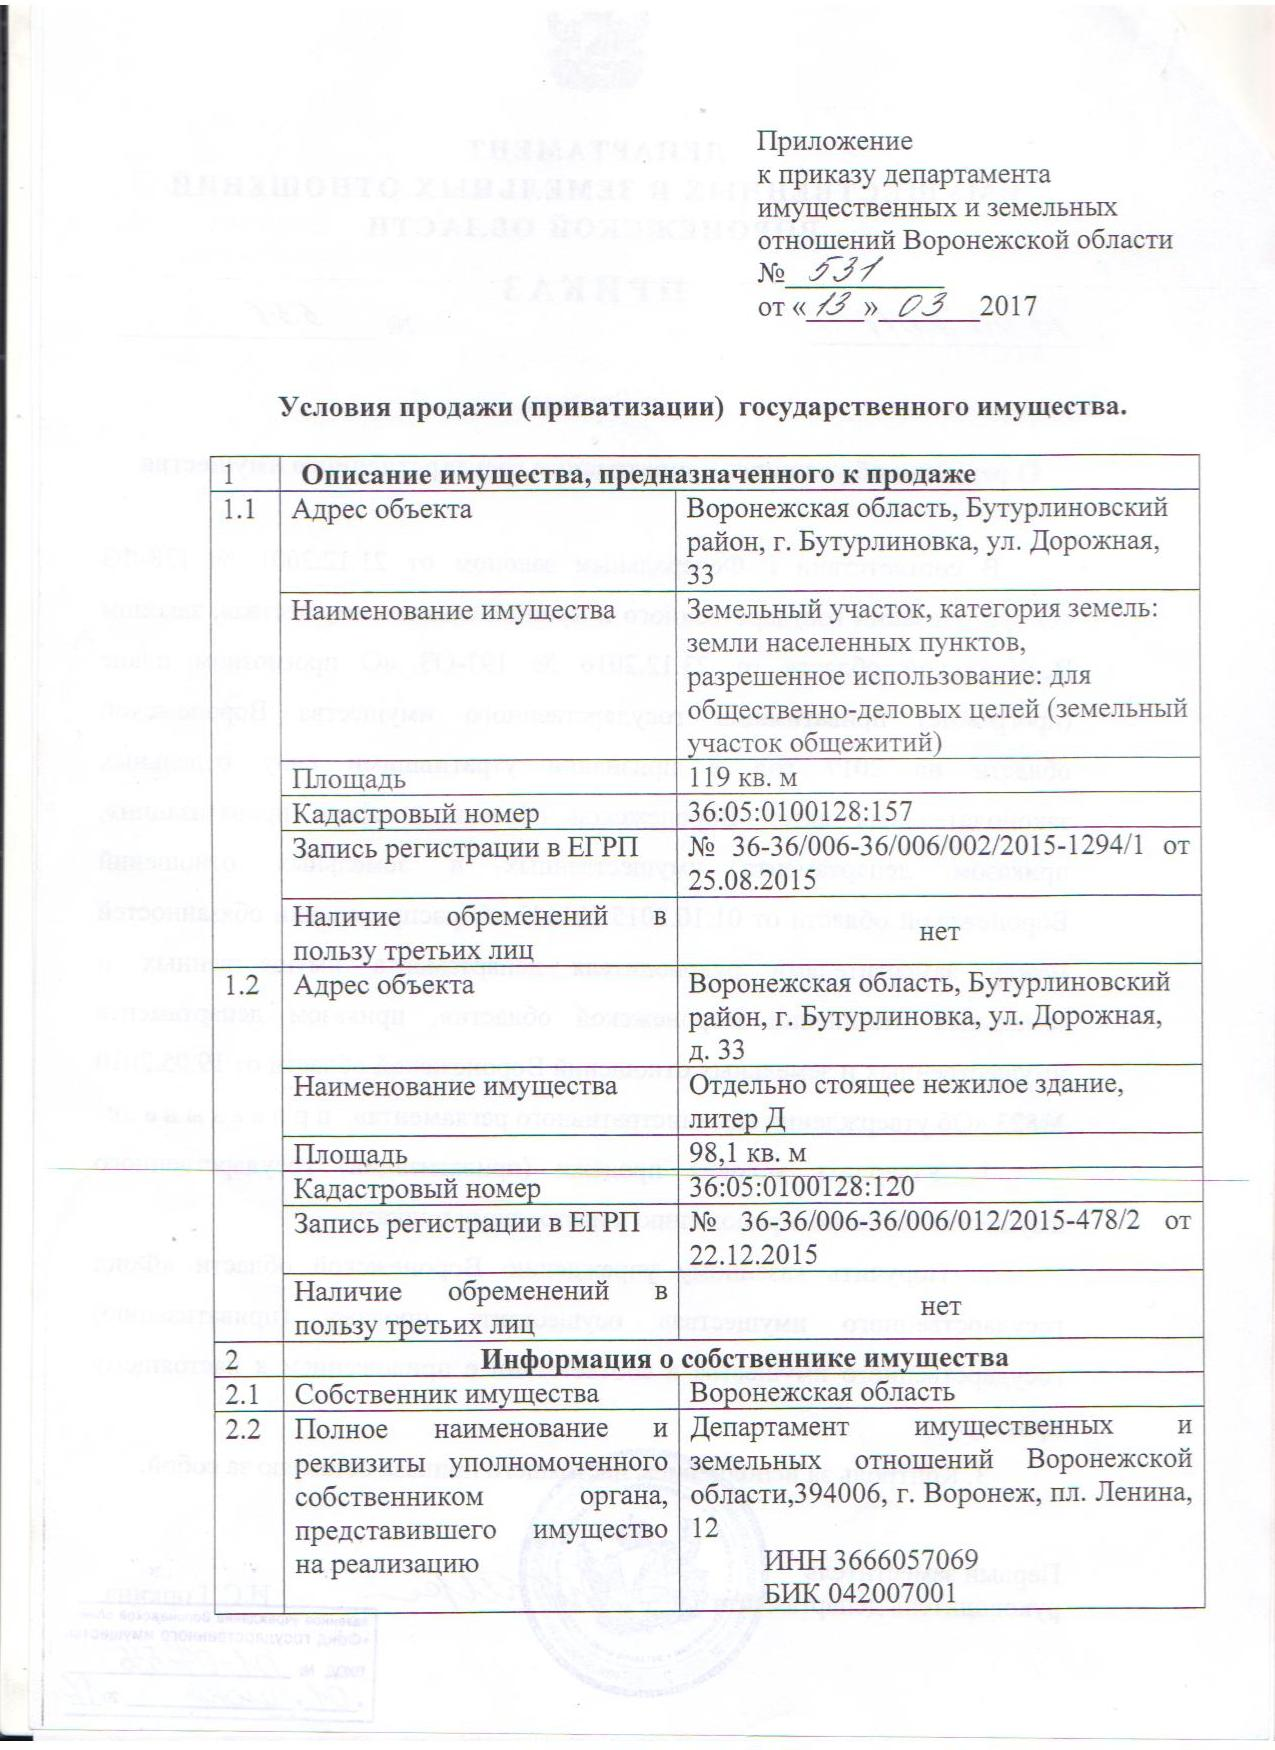 Приложение
к приказу департамента
имущественных и земельных
отношений Воронежской области
№ 531
от « 13 » 03 2017
Условия продажи (приватизации) государственного имущества.
1 Описание имущества, предназначенного к продаже
1.1 Адрес объекта Воронежская область, Бутурлиновский
район, г. Бутурлиновка, ул. Дорожная,
33
Наименование имущества Земельный участок, категория земель:
земли населенных пунктов,
разрешенное использование: для
общественно-деловых целей (земельный
участок общежитий)
Площадь 119 кв. м
Кадастровый номер 36:05:0100128:157
Запись регистрации в ЕГРП № 36-36/006-36/006/002/2015-1294/1 от
25.08.2015
Наличие обременений в
пользу третьих лиц нет
1.2 Адрес объекта Воронежская область, Бутурлиновский
район, г. Бутурлиновка, ул. Дорожная,
д. 33
Наименование имущества Отдельно стоящее нежилое здание,
литер Д
Площадь 98,1 кв. м
Кадастровый номер 36:05:0100128:120
Запись регистрации в ЕГРП № 36-36/006-36/006/012/2015-478/2 от
22.12.2015
Наличие обременений в
пользу третьих лиц нет
2 Информация о собственнике имущества
2.1 Собственник имущества Воронежская область
2.2 Полное наименование и Департамент имущественных и
реквизиты уполномоченного земельных отношений Воронежской
собственником органа, области,394006, г. Воронеж, пл. Ленина,
представившего имущество 12
на реализацию ИНН 3666057069
БИК 042007001